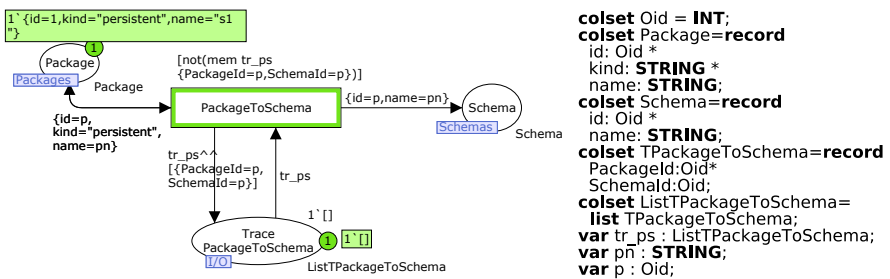 1`{id=1,kind="persistent",name="s1
"}
1
Package
Packages
Package
[not(mem tr_ps
{PackageId=p,SchemaId=p})]
PackageToSchema
{id=p,name=pn}
Schema
Schemas
Schema
{id=p,
kind="persistent",
name=pn}
tr_ps^^
[{PackageId=p,
SchemaId=p}]
tr_ps
1`[]
Trace
PackageToSchema
1
1`[]
I/O
ListTPackageToSchema
colset Oid = INT;
colset Package=record
id: Oid *
kind: STRING *
name: STRING;
colset Schema=record
id: Oid *
name: STRING;
colset TPackageToSchema=record
PackageId:Oid*
SchemaId:Oid;
colset ListTPackageToSchema=
list TPackageToSchema;
var tr_ps : ListTPackageToSchema;
var pn : STRING;
var p : Oid;